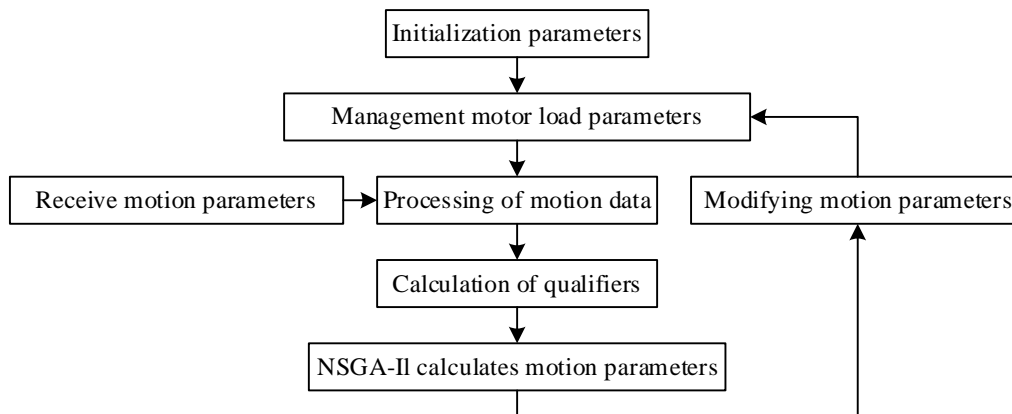 Initialization parameters
Management motor load parameters
Receive motion parameters
Processing of motion data
Modifying motion parameters
Calculation of qualifiers
NSGA-Il calculates motion parameters